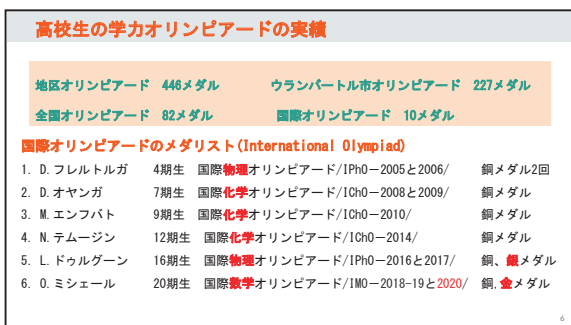 高校生の学力オリンピアードの実績
地区オリンピアード 446メダル ウランバートル市オリンピアード 227メダル
全国オリンピアード 82メダル 国際オリンピアード 10メダル
国際オリンピアードのメダリスト(International Olympiad)
1. D.フレルトルガ 4期生 国際物理オリンピアード/IPhO－2005と2006/ 銅メダル2回
2. D.オヤンガ 7期生 国際化学オリンピアード/IChO－2008と2009/ 銅メダル
3. M.エンフバト 9期生 国際化学オリンピアード/IChO－2010/ 銅メダル
4. N.テムージン 12期生 国際化学オリンピアード/IChO－2014/ 銅メダル
5. L.ドゥルグーン 16期生 国際物理オリンピアード/IPhO－2016と2017/ 銅、銀メダル
6. O.ミシェール 20期生 国際数学オリンピアード/IMO－2018-19と2020/ 銅,金メダル
6